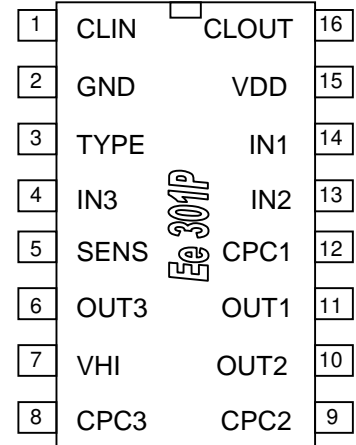 1 CLIN CLOUT 16
2 GND VDD 15
3 TYPE IN1 14
4 IN3 IN2 13
5 SENS CPC1 12
6 OUT3 OUT1 11
7 VHI OUT2 10
8 CPC3 CPC2 9
Ee 301P